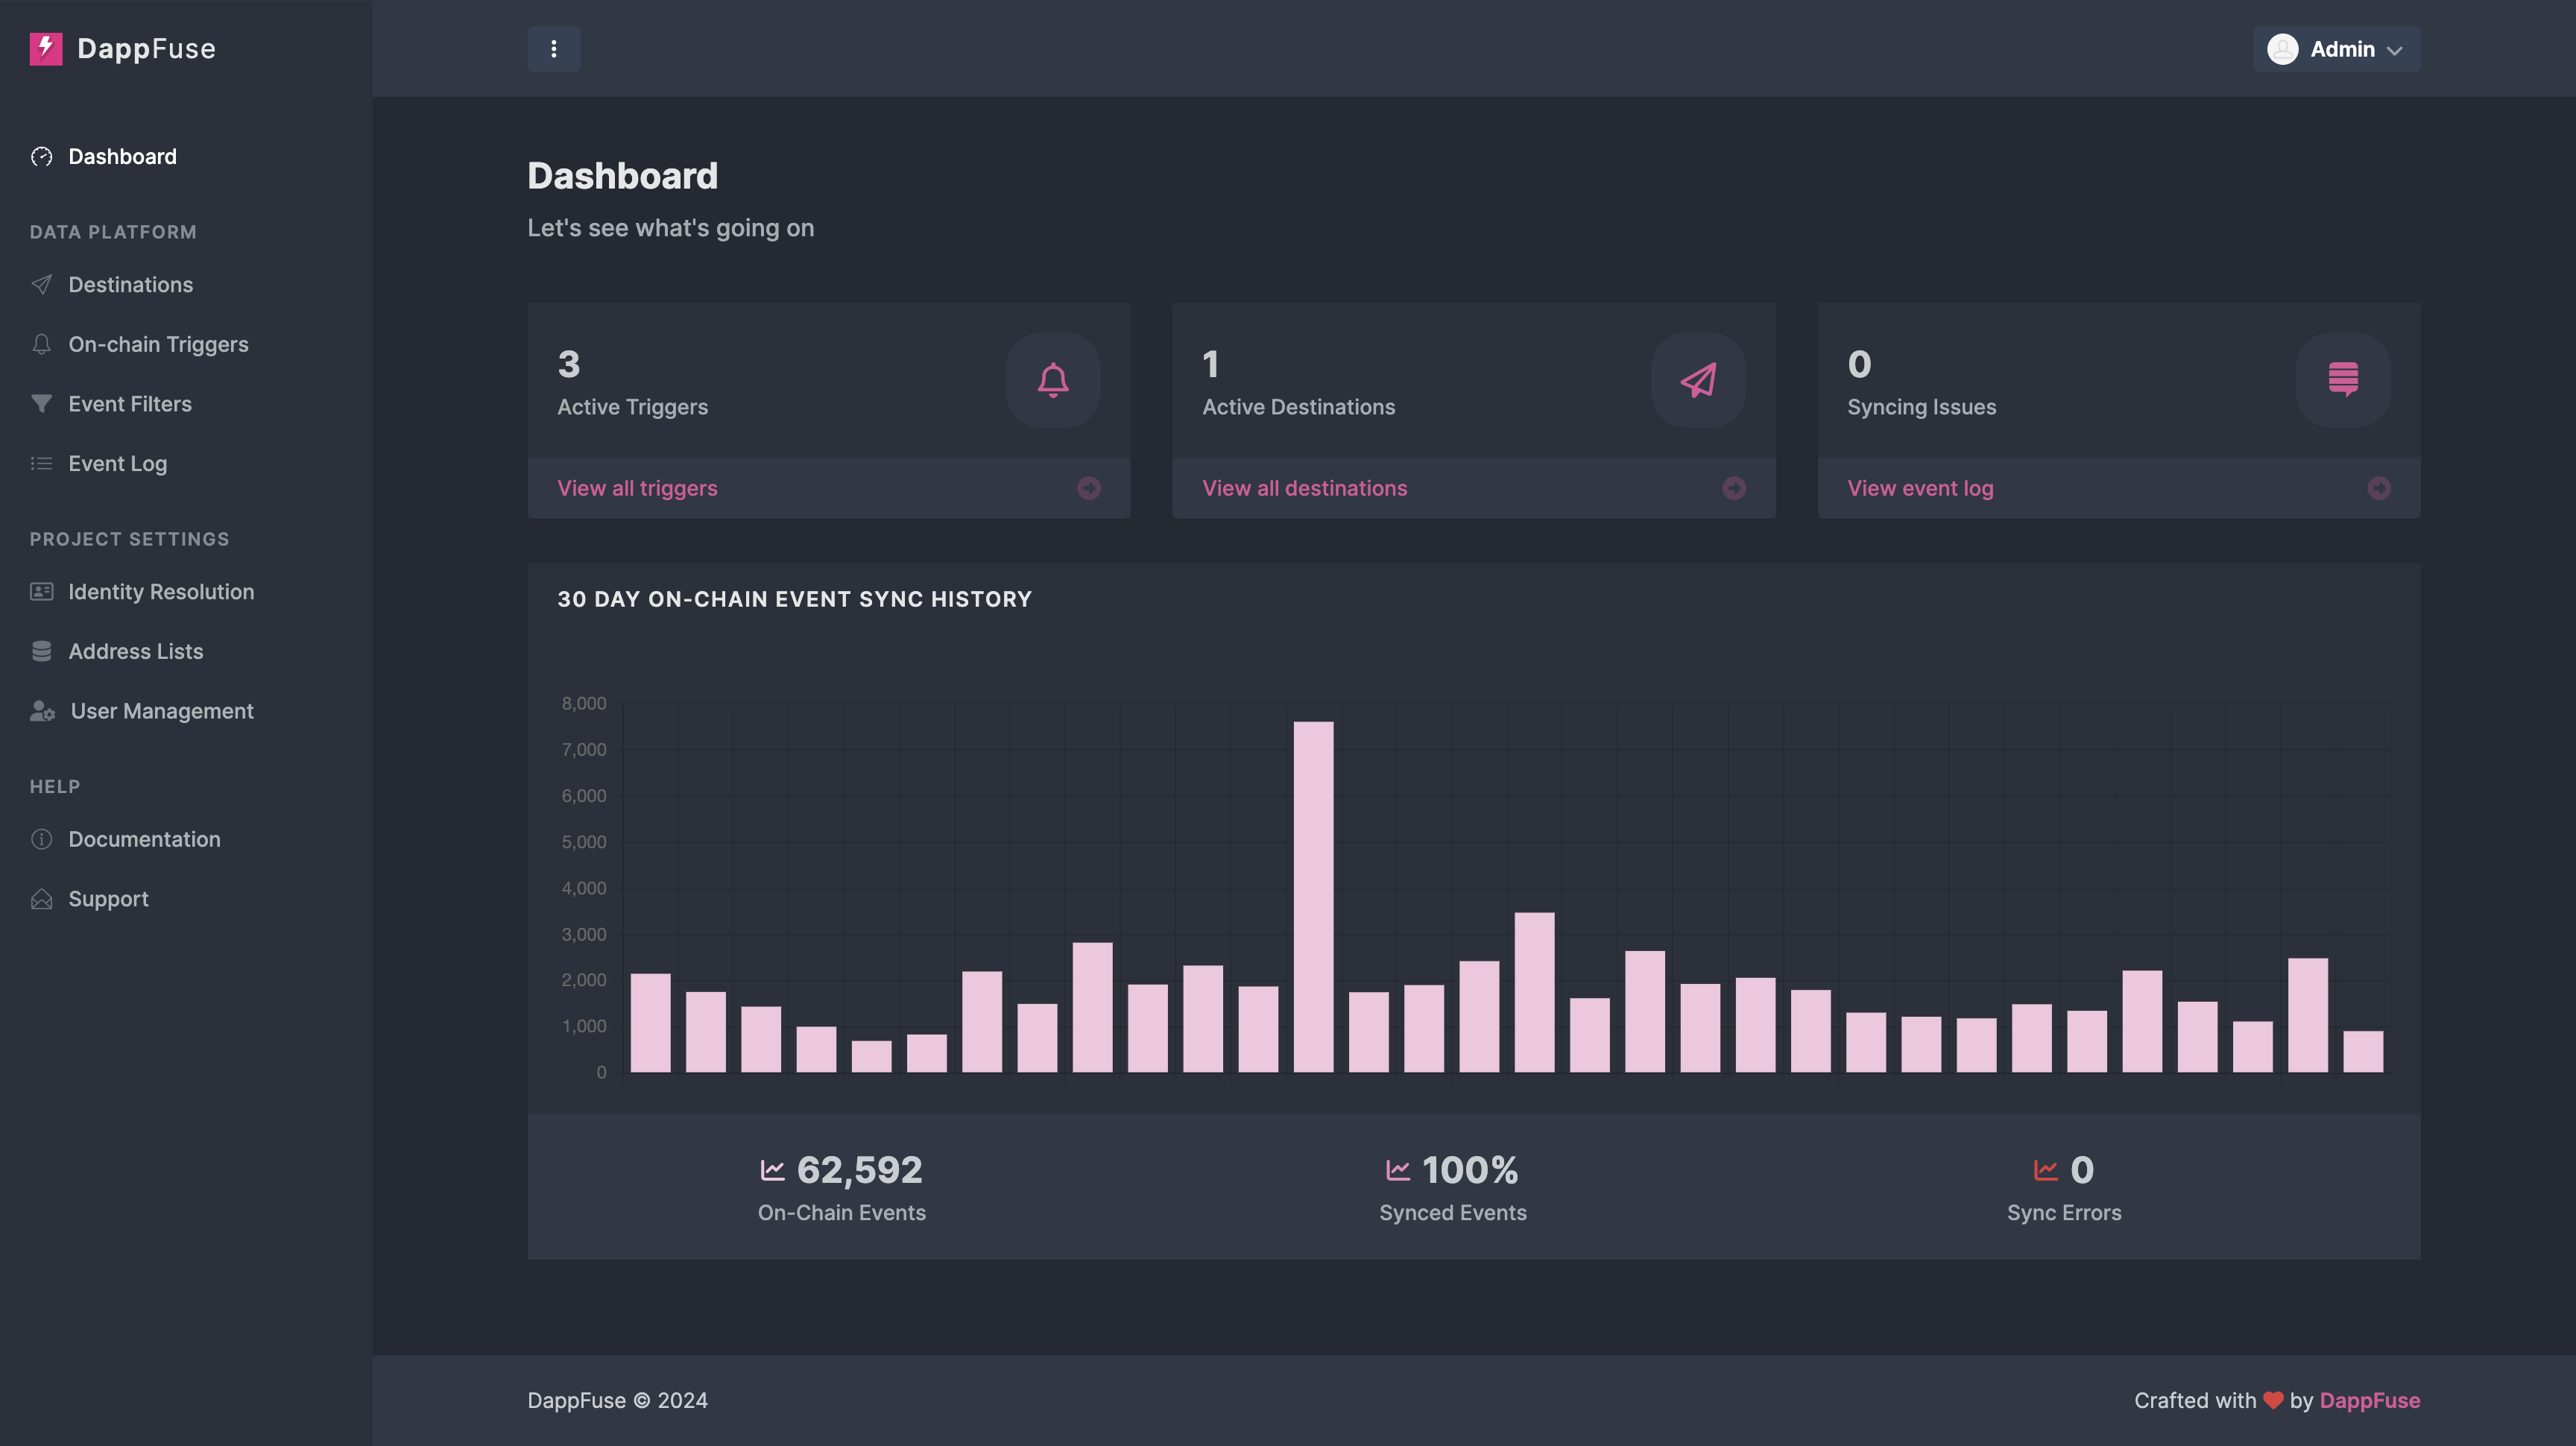 DappFuse
Admin
Dashboard
DATA PLATFORM
Destinations
On-chain Triggers
Event Filters
Event Log
PROJECT SETTINGS
Identity Resolution
Address Lists
User Management
HELP
Documentation
Support
Dashboard
Let's see what's going on
3
Active Triggers
View all triggers
1
Active Destinations
View all destinations
0
Syncing Issues
View event log
30 DAY ON-CHAIN EVENT SYNC HISTORY
8,000
7,000
6,000
5,000
4,000
3,000
2,000
1,000
0
62,592
On-Chain Events
100%
Synced Events
0
Sync Errors
DappFuse © 2024
Crafted with ❤ by DappFuse